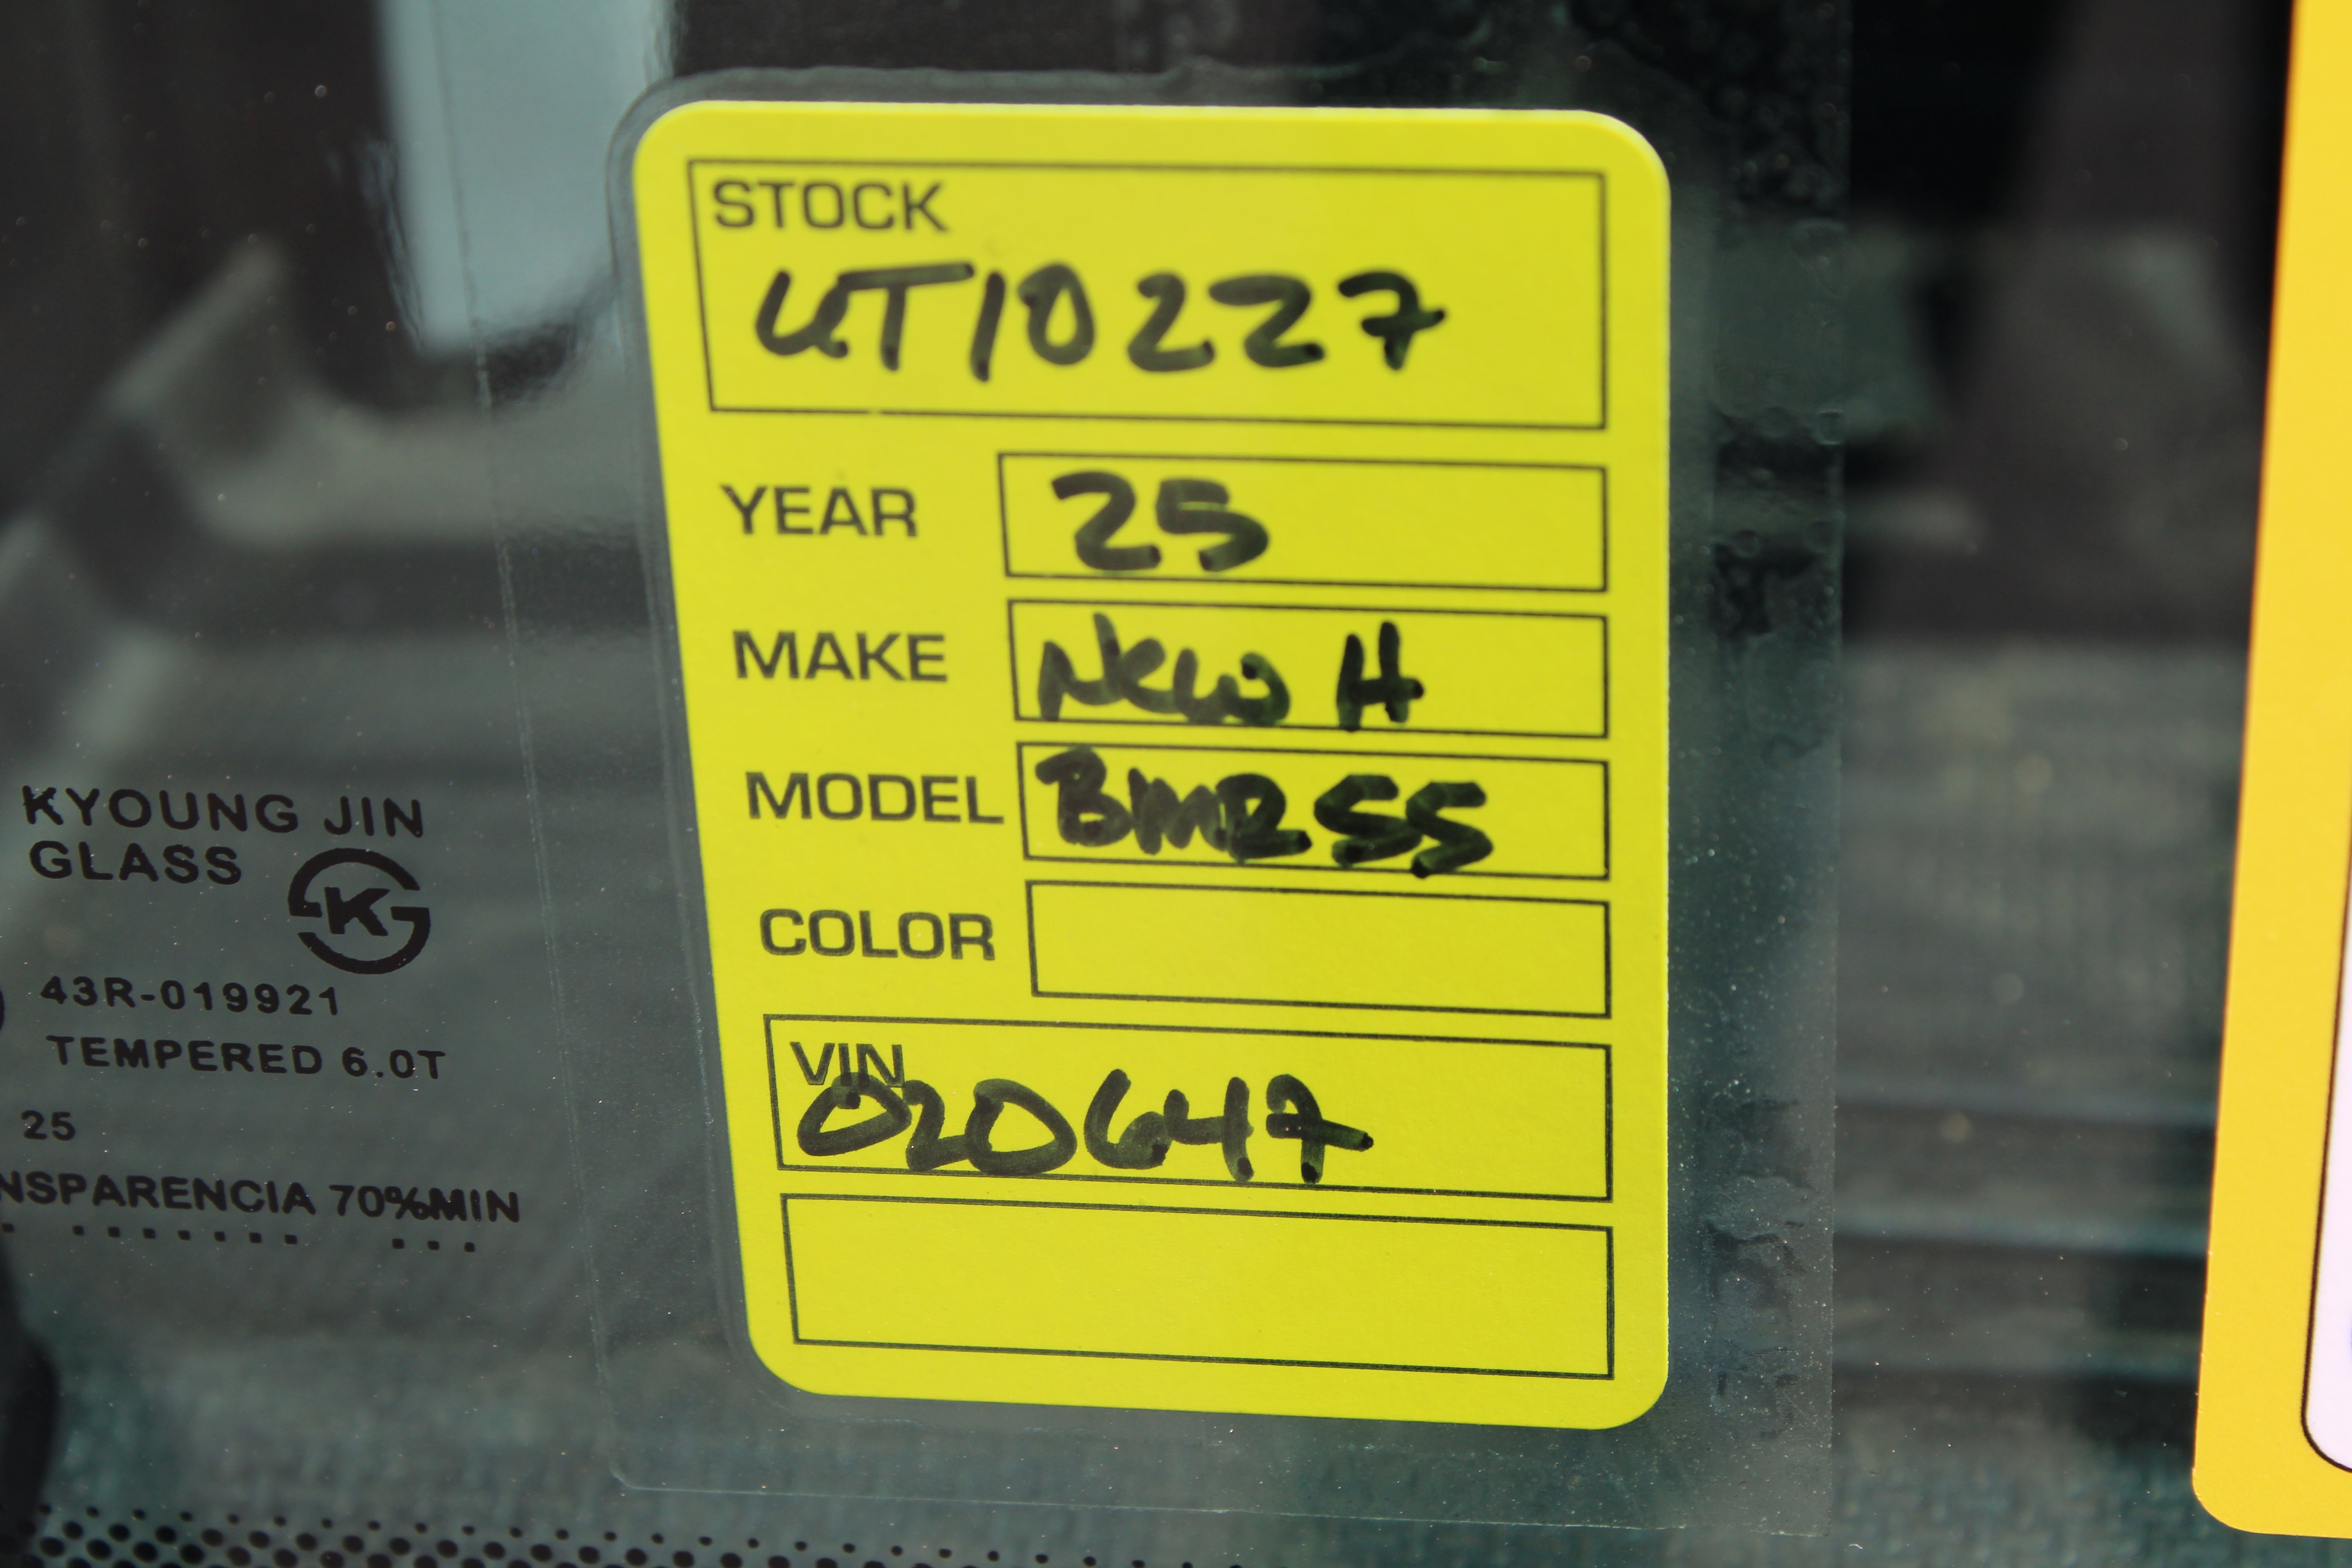 STOCK
UT10227
YEAR 25
MAKE New H
MODEL BMRSS
COLOR
VIN
020647
KYOUNG JIN
GLASS
K
43R-019921
TEMPERED 6.0T
25
NSPARENCIA 70%MIN